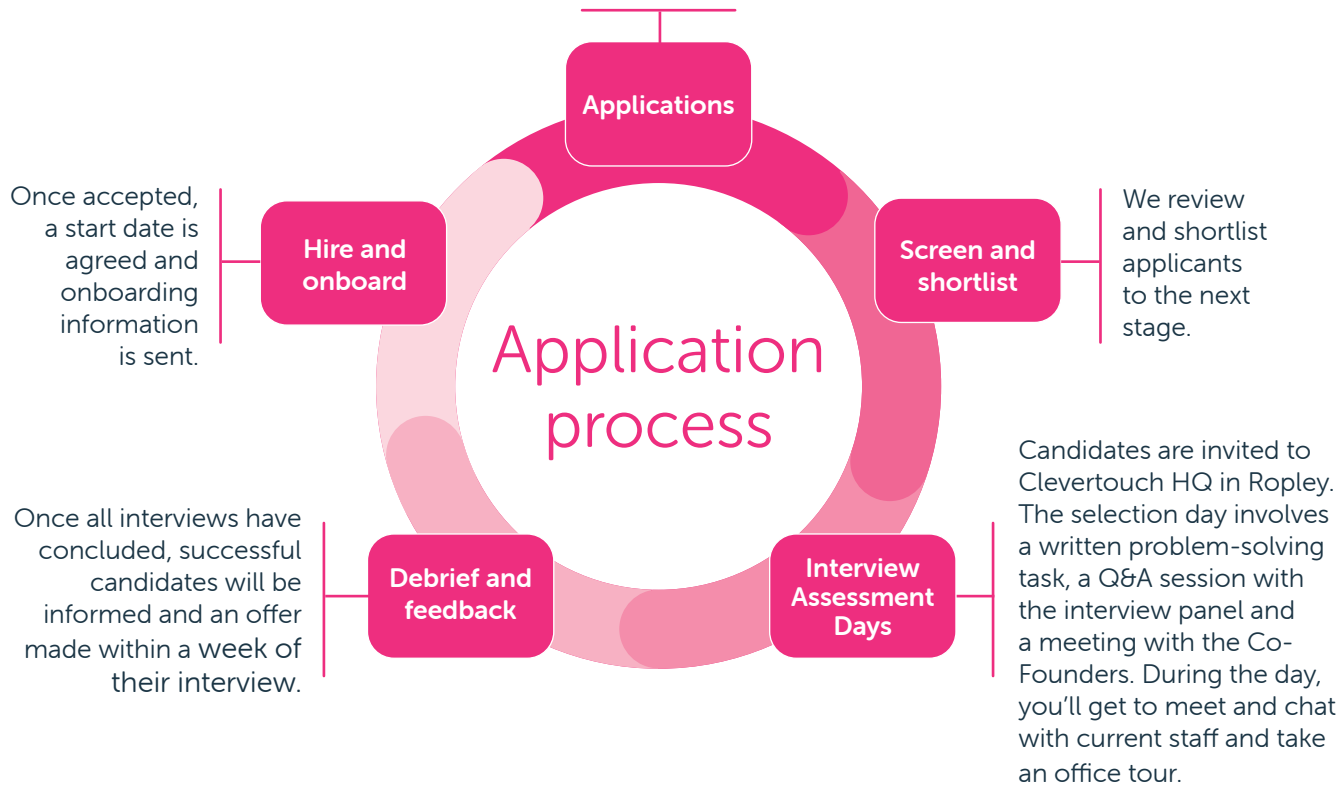 Applications
Screen and
shortlist
We review
and shortlist
applicants
to the next
stage.
Interview
Assessment
Days
Candidates are invited to
Clevertouch HQ in Ropley.
The selection day involves
a written problem-solving
task, a Q&A session with
the interview panel and
a meeting with the Co-
Founders. During the day,
you'll get to meet and chat
with current staff and take
an office tour.
Debrief and
feedback
Once all interviews have
concluded, successful
candidates will be
informed and an offer
made within a week of
their interview.
Hire and
onboard
Once accepted,
a start date is
agreed and
onboarding
information
is sent.
Application
process